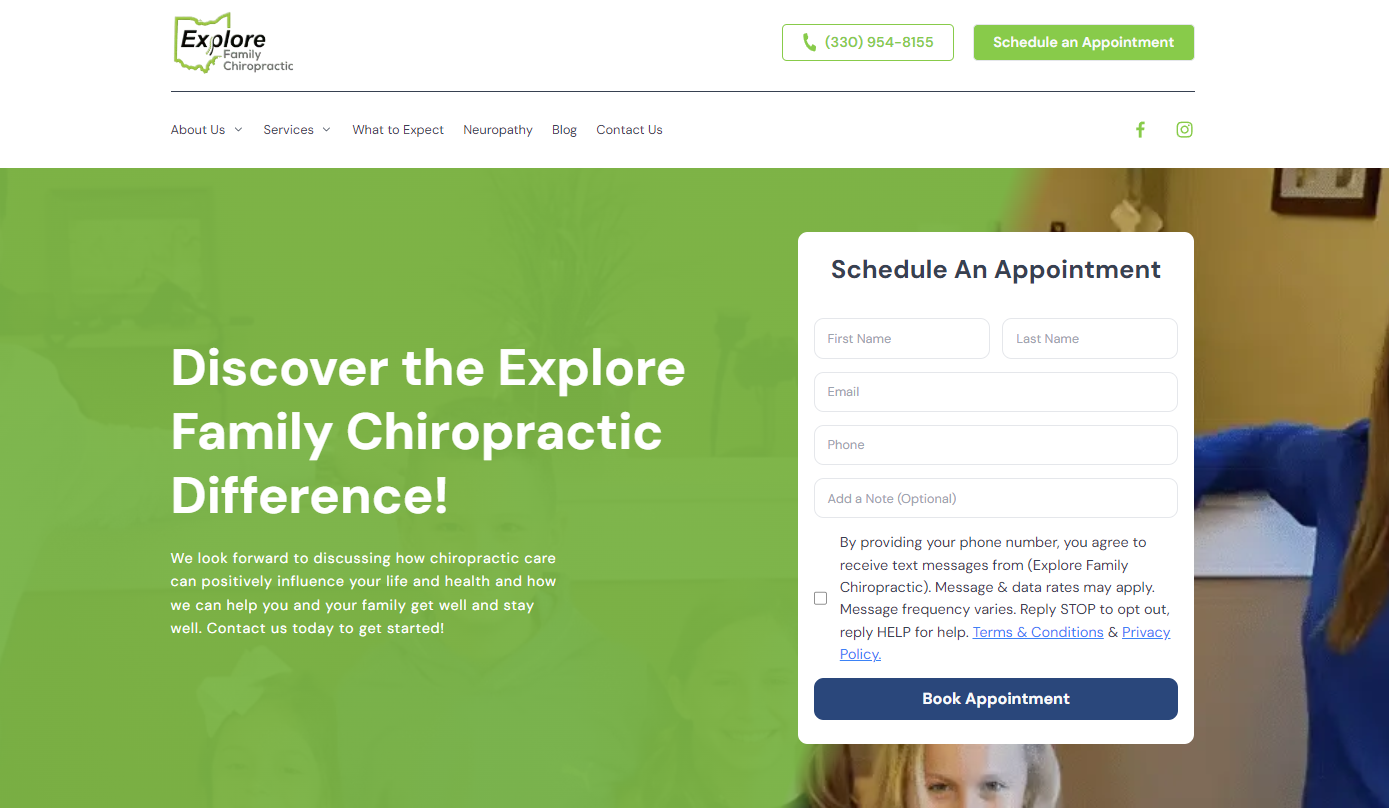 Explore
Family
Chiropractic
(330) 954-8155
Schedule an Appointment
About Us
Services
What to Expect
Neuropathy
Blog
Contact Us
Discover the Explore
Family Chiropractic
Difference!
We look forward to discussing how chiropractic care
can positively influence your life and health and how
we can help you and your family get well and stay
well. Contact us today to get started!
Schedule An Appointment
First Name
Last Name
Email
Phone
Add a Note (Optional)
By providing your phone number, you agree to
receive text messages from (Explore Family
Chiropractic). Message & data rates may apply.
Message frequency varies. Reply STOP to opt out,
reply HELP for help. Terms & Conditions & Privacy
Policy.
Book Appointment